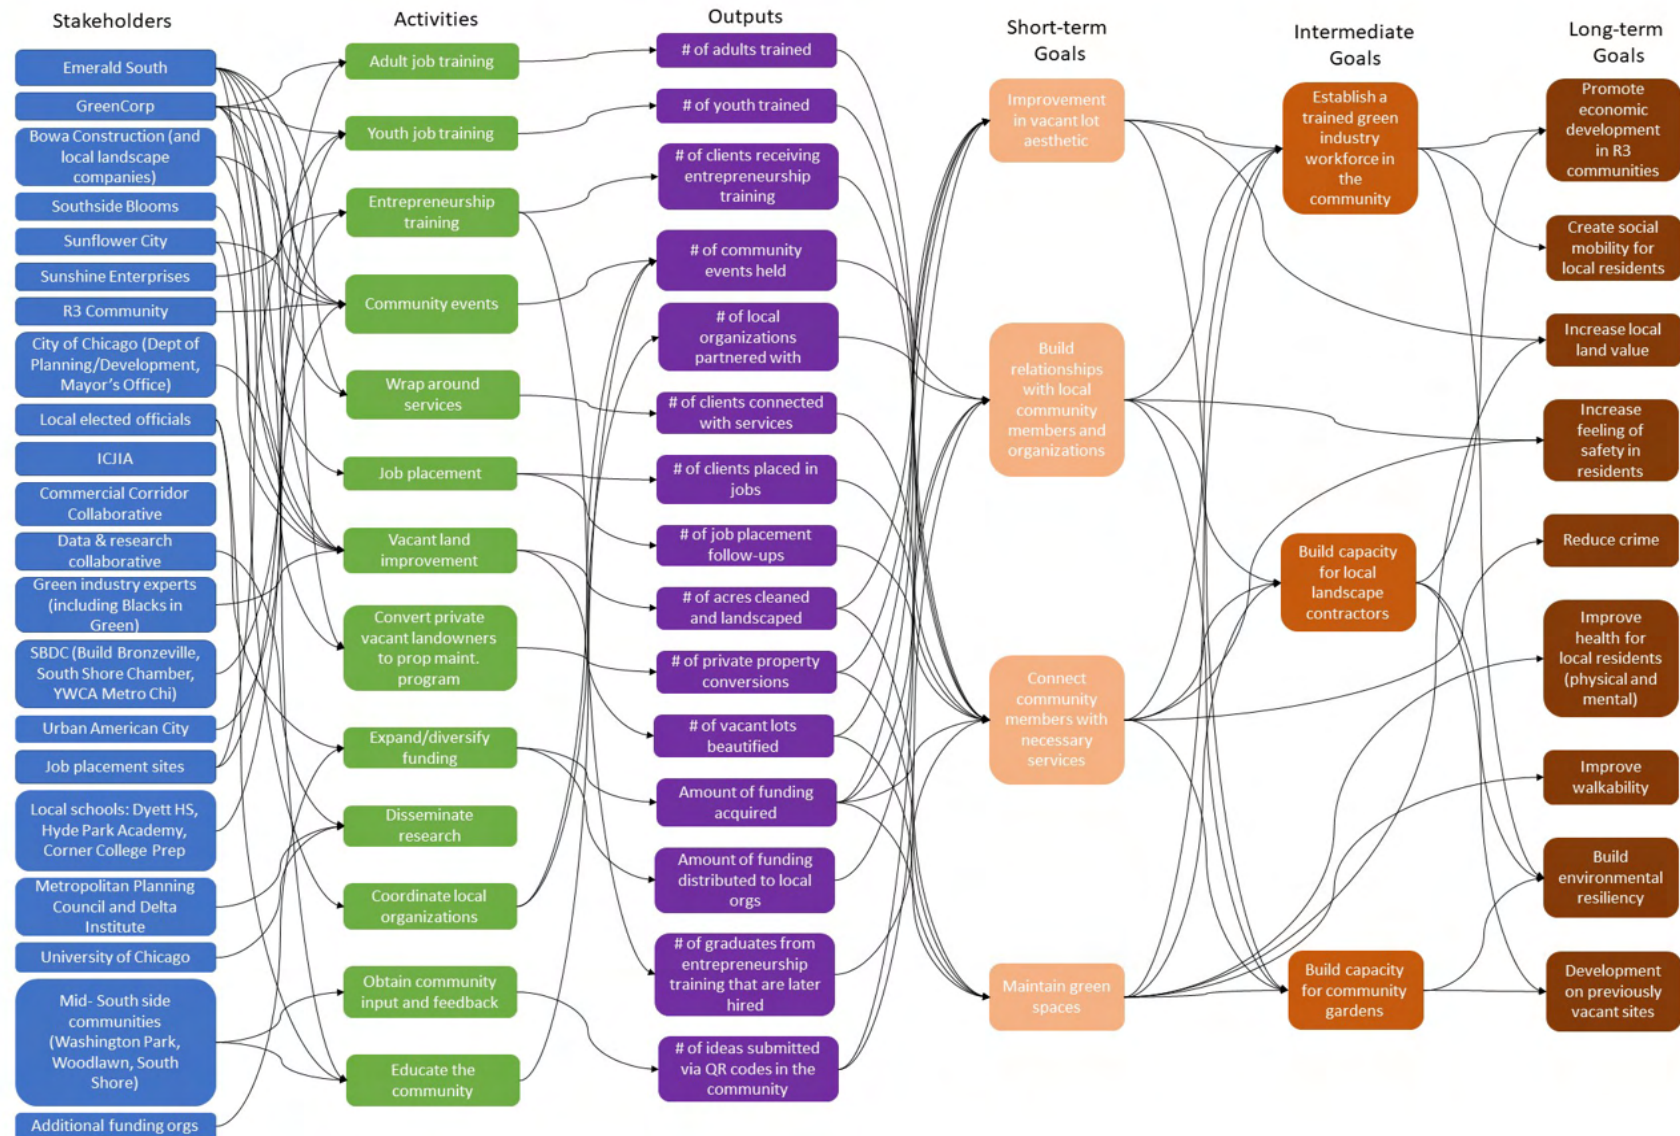 Stakeholders
Emerald South
GreenCorp
Bowa Construction (and
local landscape
companies)
Southside Blooms
Sunflower City
Sunshine Enterprises
R3 Community
City of Chicago (Dept of
Planning/Development,
Mayor's Office)
Local elected officials
ICJIA
Commercial Corridor
Collaborative
Data & research
collaborative
Green industry experts
(including Blacks in
Green)
SBDC (Build Bronzeville,
South Shore Chamber,
YWCA Metro Chi)
Urban American City
Job placement sites
Local schools: Dyett HS,
Hyde Park Academy,
Corner College Prep
Metropolitan Planning
Council and Delta
Institute
University of Chicago
Mid- South side
communities
(Washington Park,
Woodlawn, South
Shore)
Additional funding orgs
Activities
Adult job training
Youth job training
Entrepreneurship
training
Community events
Wrap around
services
Job placement
Vacant land
improvement
Convert private
vacant landowners
to prop maint.
program
Expand/diversify
funding
Disseminate
research
Coordinate local
organizations
Obtain community
input and feedback
Educate the
community
Outputs
# of adults trained
# of youth trained
# of clients receiving
entrepreneurship
training
# of community
events held
# of local
organizations
partnered with
# of clients connected
with services
# of clients placed in
jobs
# of job placement
follow-ups
# of acres cleaned
and landscaped
# of private property
conversions
# of vacant lots
beautified
Amount of funding
acquired
Amount of funding
distributed to local
orgs
# of graduates from
entrepreneurship
training that are later
hired
# of ideas submitted
via QR codes in the
community
Short-term
Goals
Improvement
in vacant lot
aesthetic
Build
relationships
with local
community
members and
organizations
Connect
community
members with
necessary
services
Maintain green
spaces
Intermediate
Goals
Establish a
trained green
industry
workforce in
the
community
Build capacity
for local
landscape
contractors
Build capacity
for community
gardens
Long-term
Goals
Promote
economic
development
in R3
communities
Create social
mobility for
local residents
Increase local
land value
Increase
feeling of
safety in
residents
Reduce crime
Improve
health for
local residents
(physical and
mental)
Improve
walkability
Build
environmental
resiliency
Development
on previously
vacant sites